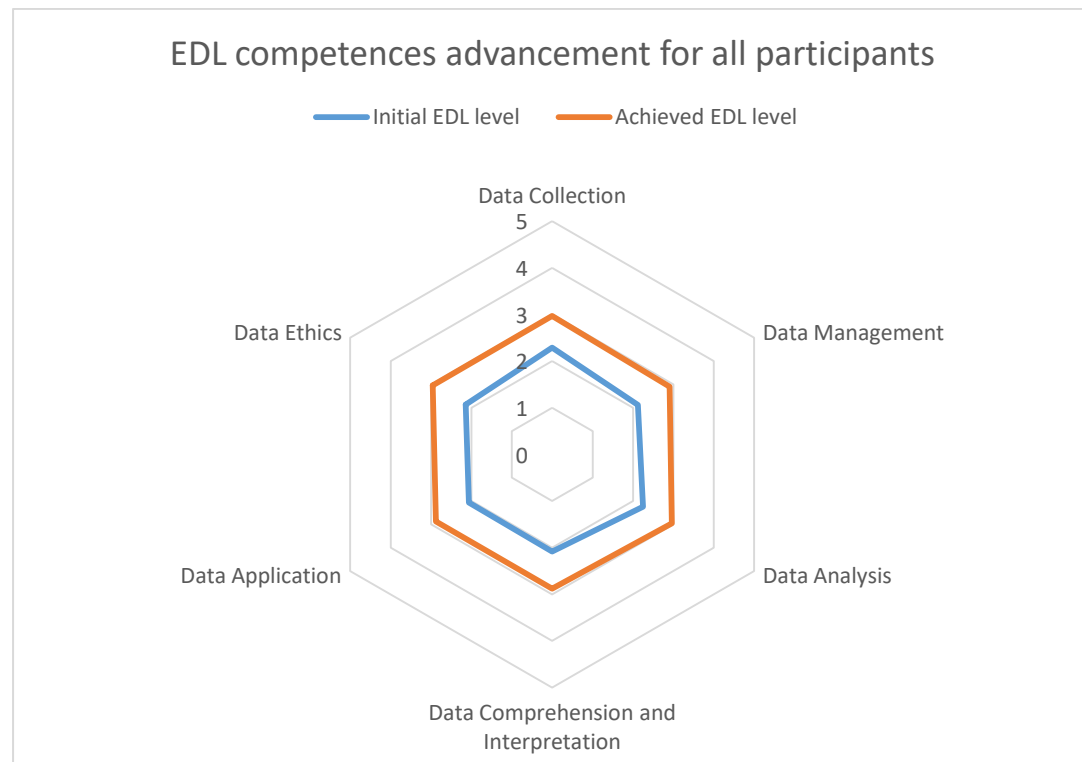 EDL competences advancement for all participants
Initial EDL level Achieved EDL level
Data Collection
5
4
3
2
1
0
Data Ethics
Data Management
Data Application
Data Analysis
Data Comprehension and
Interpretation